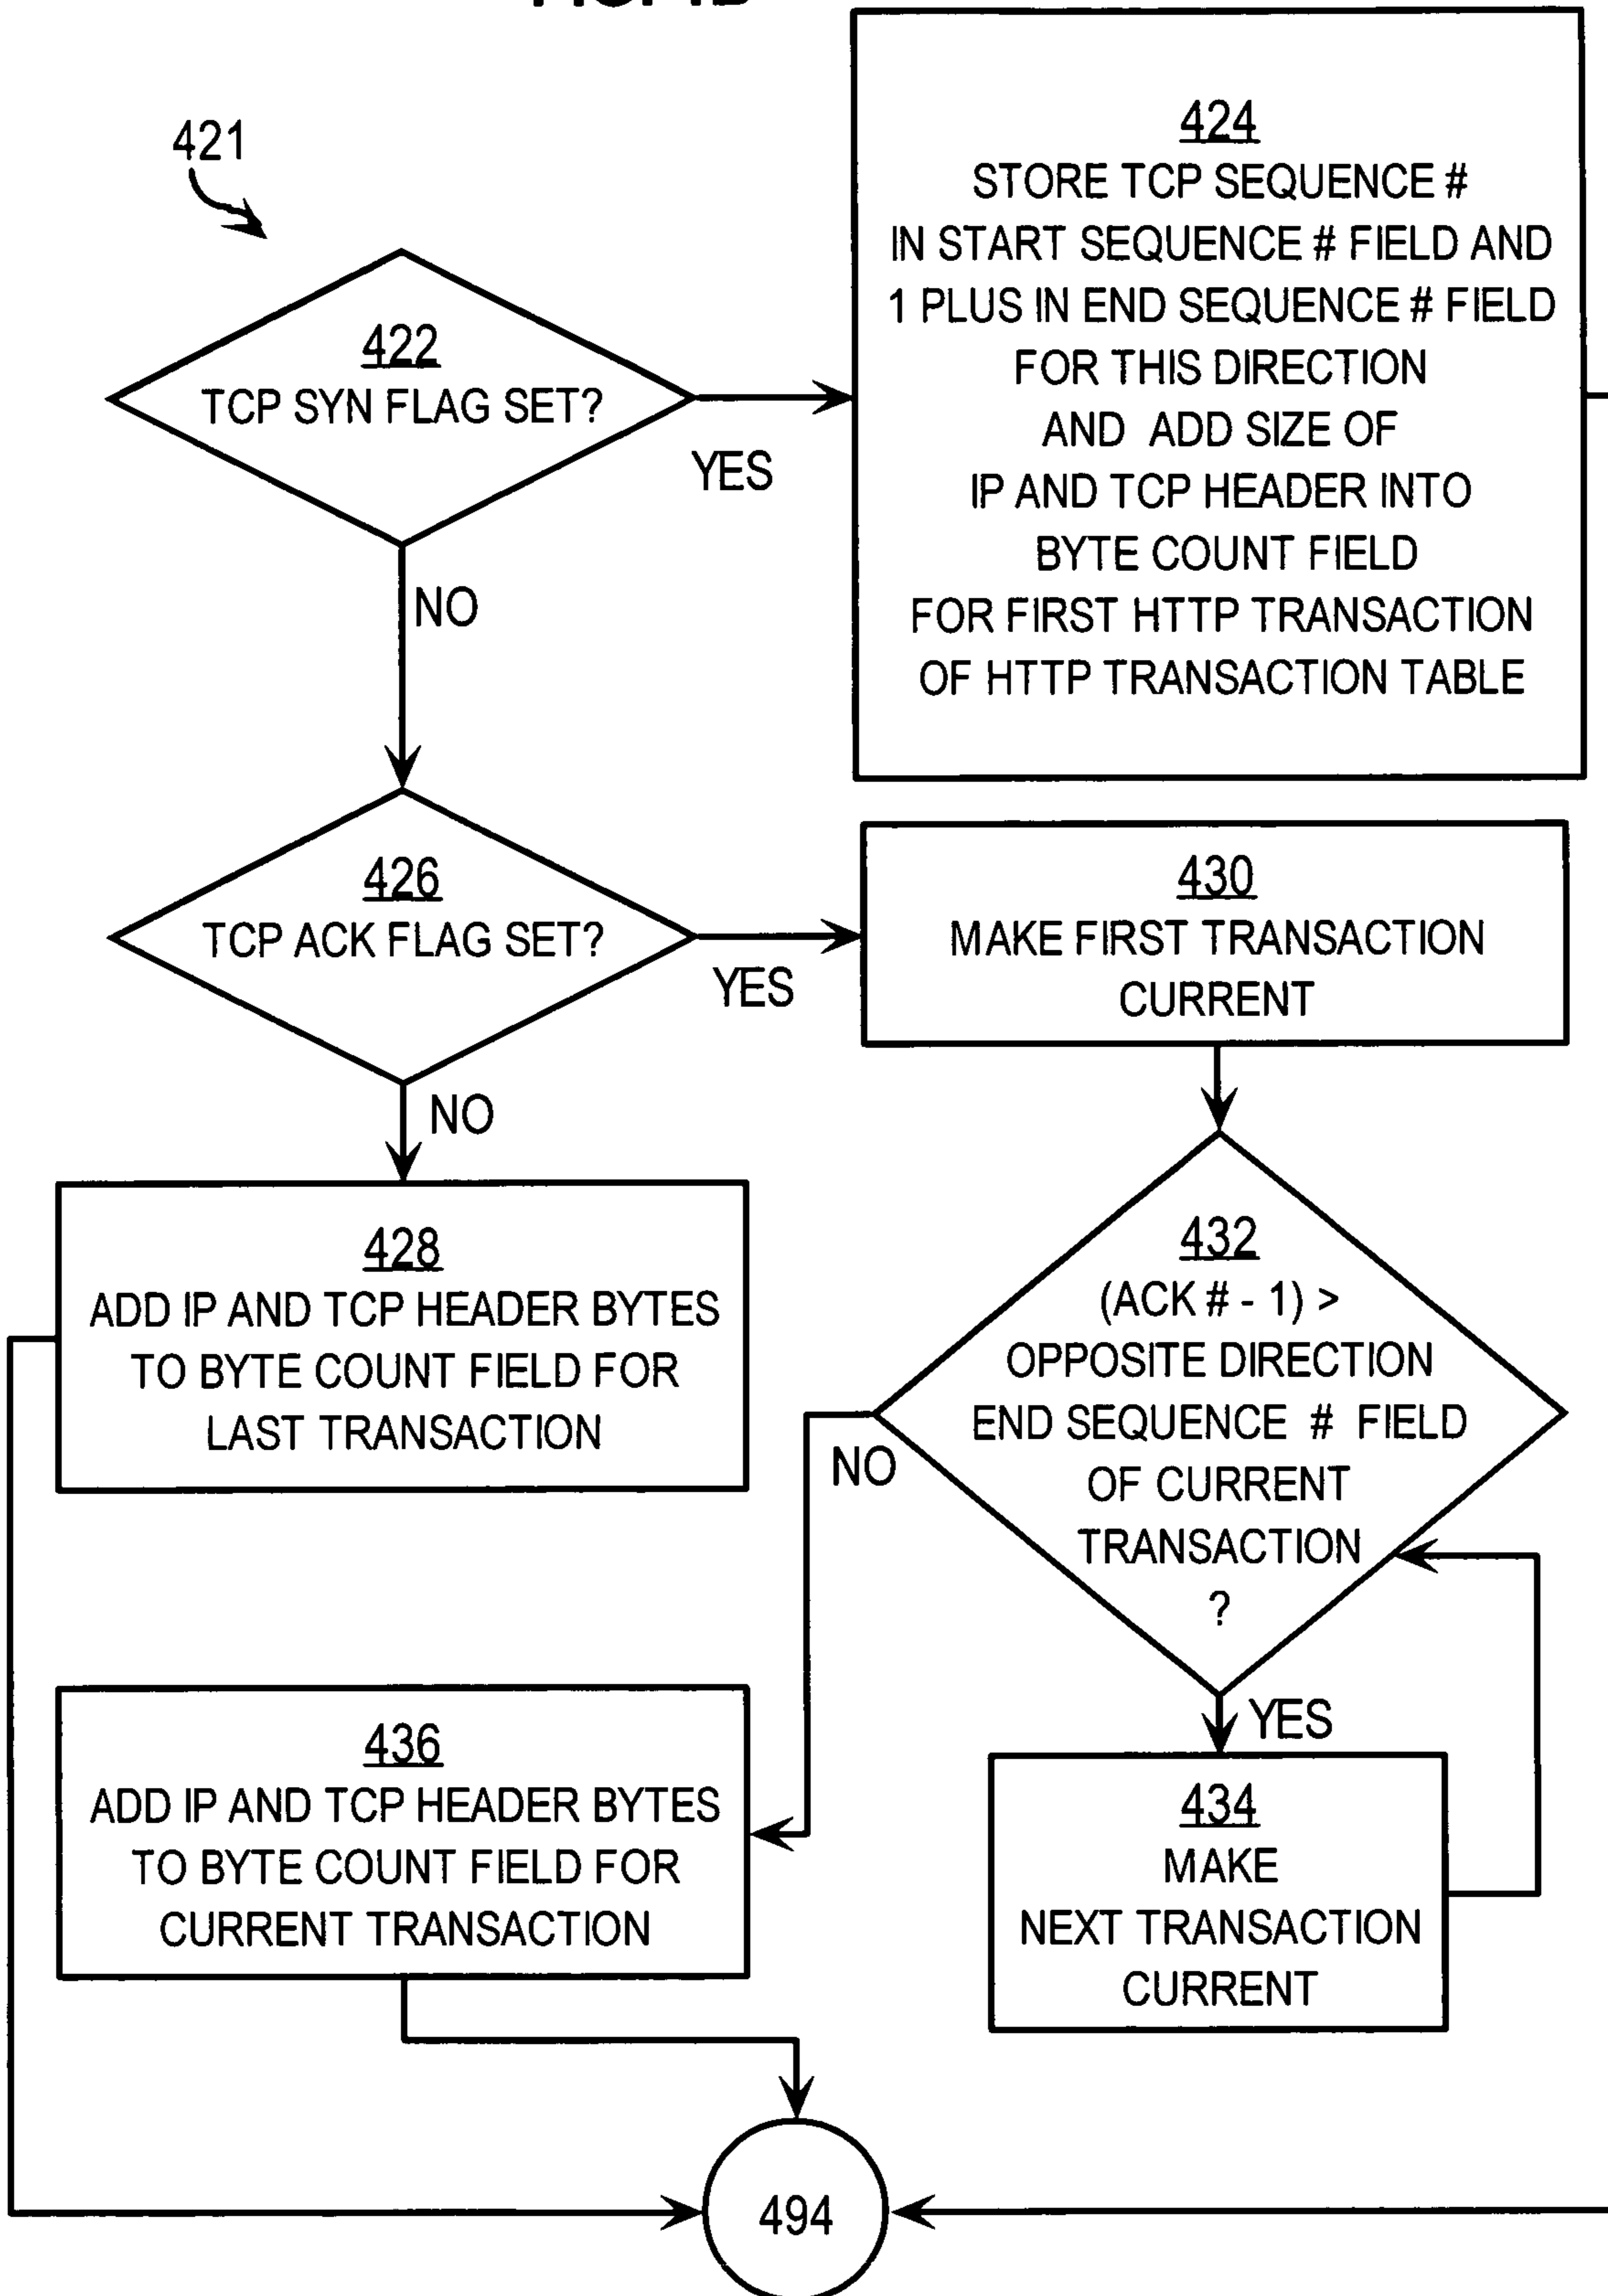 421
422
TCP SYN FLAG SET?
YES
NO
424
STORE TCP SEQUENCE #
IN START SEQUENCE # FIELD AND
1 PLUS IN END SEQUENCE # FIELD
FOR THIS DIRECTION
AND ADD SIZE OF
IP AND TCP HEADER INTO
BYTE COUNT FIELD
FOR FIRST HTTP TRANSACTION
OF HTTP TRANSACTION TABLE
426
TCP ACK FLAG SET?
YES
NO
430
MAKE FIRST TRANSACTION
CURRENT
428
ADD IP AND TCP HEADER BYTES
TO BYTE COUNT FIELD FOR
LAST TRANSACTION
432
(ACK # - 1) >
OPPOSITE DIRECTION
END SEQUENCE # FIELD
OF CURRENT
TRANSACTION
?
NO
YES
436
ADD IP AND TCP HEADER BYTES
TO BYTE COUNT FIELD FOR
CURRENT TRANSACTION
434
MAKE
NEXT TRANSACTION
CURRENT
494